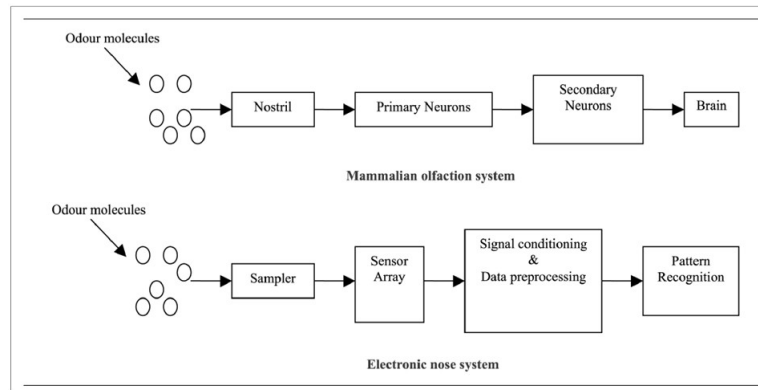 Odour molecules
Nostril
Primary Neurons
Secondary
Neurons
Brain
Mammalian olfaction system
Odour molecules
Sampler
Sensor
Array
Signal conditioning
&
Data preprocessing
Pattern
Recognition
Electronic nose system